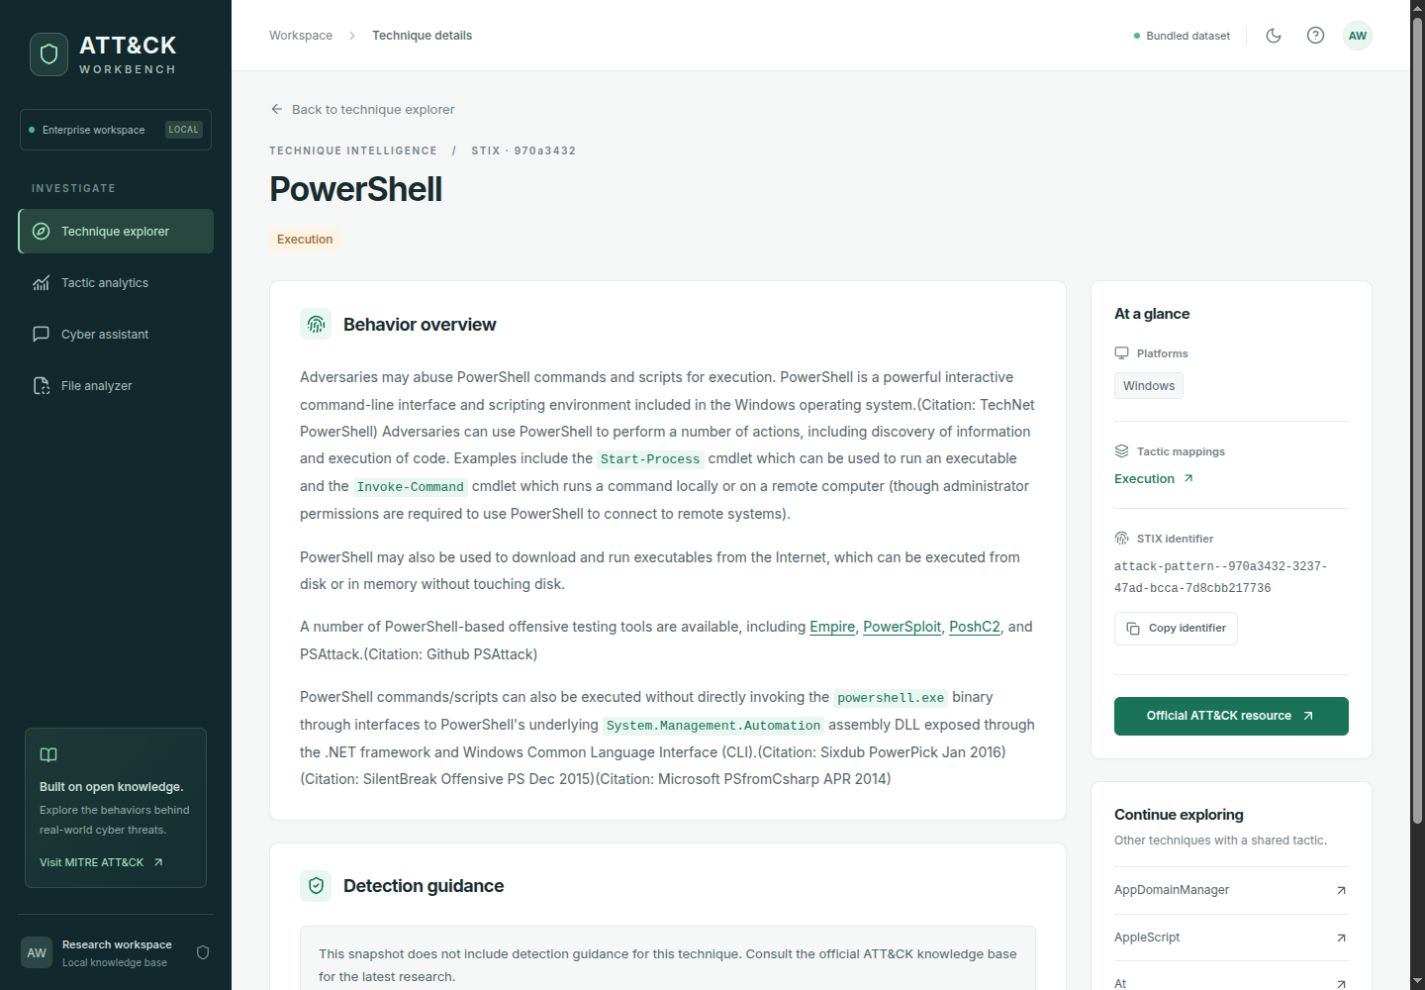 ATT&CK
WORKBENCH
Enterprise workspace LOCAL
INVESTIGATE
Technique explorer
Tactic analytics
Cyber assistant
File analyzer
Built on open knowledge.
Explore the behaviors behind
real-world cyber threats.
Visit MITRE ATT&CK
AW Research workspace
Local knowledge base
Workspace Technique details
Bundled dataset AW
Back to technique explorer
TECHNIQUE INTELLIGENCE / STIX · 970a3432
PowerShell
Execution
Behavior overview
Adversaries may abuse PowerShell commands and scripts for execution. PowerShell is a powerful interactive
command-line interface and scripting environment included in the Windows operating system.(Citation: TechNet
PowerShell) Adversaries can use PowerShell to perform a number of actions, including discovery of information
and execution of code. Examples include the Start-Process cmdlet which can be used to run an executable
and the Invoke-Command cmdlet which runs a command locally or on a remote computer (though administrator
permissions are required to use PowerShell to connect to remote systems).
PowerShell may also be used to download and run executables from the Internet, which can be executed from
disk or in memory without touching disk.
A number of PowerShell-based offensive testing tools are available, including Empire, PowerSploit, PoshC2, and
PSAttack.(Citation: Github PSAttack)
PowerShell commands/scripts can also be executed without directly invoking the powershell.exe binary
through interfaces to PowerShell's underlying System.Management.Automation assembly DLL exposed through
the .NET framework and Windows Common Language Interface (CLI).(Citation: Sixdub PowerPick Jan 2016)
(Citation: SilentBreak Offensive PS Dec 2015)(Citation: Microsoft PSfromCsharp APR 2014)
Detection guidance
This snapshot does not include detection guidance for this technique. Consult the official ATT&CK knowledge base
for the latest research.
At a glance
Platforms
Windows
Tactic mappings
Execution
STIX identifier
attack-pattern--970a3432-3237-
47ad-bcca-7d8cbb217736
Copy identifier
Official ATT&CK resource
Continue exploring
Other techniques with a shared tactic.
AppDomainManager
AppleScript
At